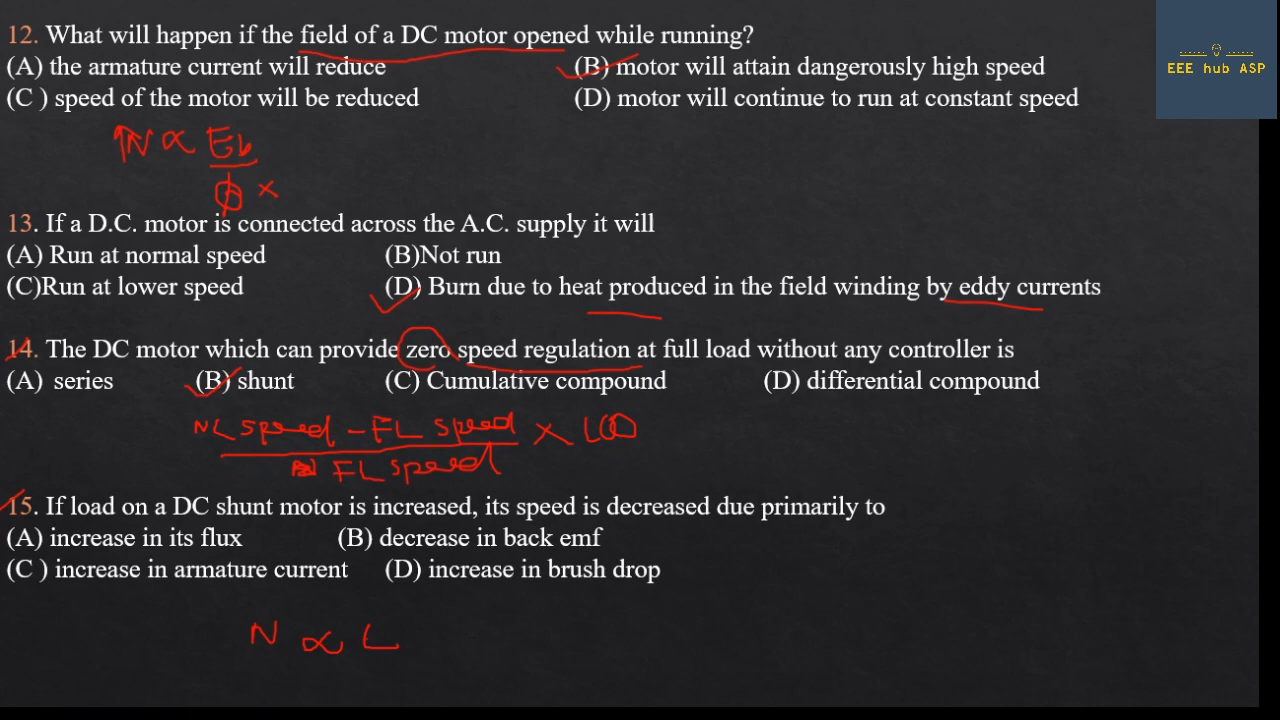 12. What will happen if the field of a DC motor opened while running?
(A) the armature current will reduce (B) motor will attain dangerously high speed
(C ) speed of the motor will be reduced (D) motor will continue to run at constant speed
EEE hub ASP
↑N ∝ Eb
ϕ ×
13. If a D.C. motor is connected across the A.C. supply it will
(A) Run at normal speed (B)Not run
(C)Run at lower speed (D) Burn due to heat produced in the field winding by eddy currents
14. The DC motor which can provide zero speed regulation at full load without any controller is
(A) series (B) shunt (C) Cumulative compound (D) differential compound
NL speed – FL speed × 100
FL speed
15. If load on a DC shunt motor is increased, its speed is decreased due primarily to
(A) increase in its flux (B) decrease in back emf
(C ) increase in armature current (D) increase in brush drop
N ∝ L